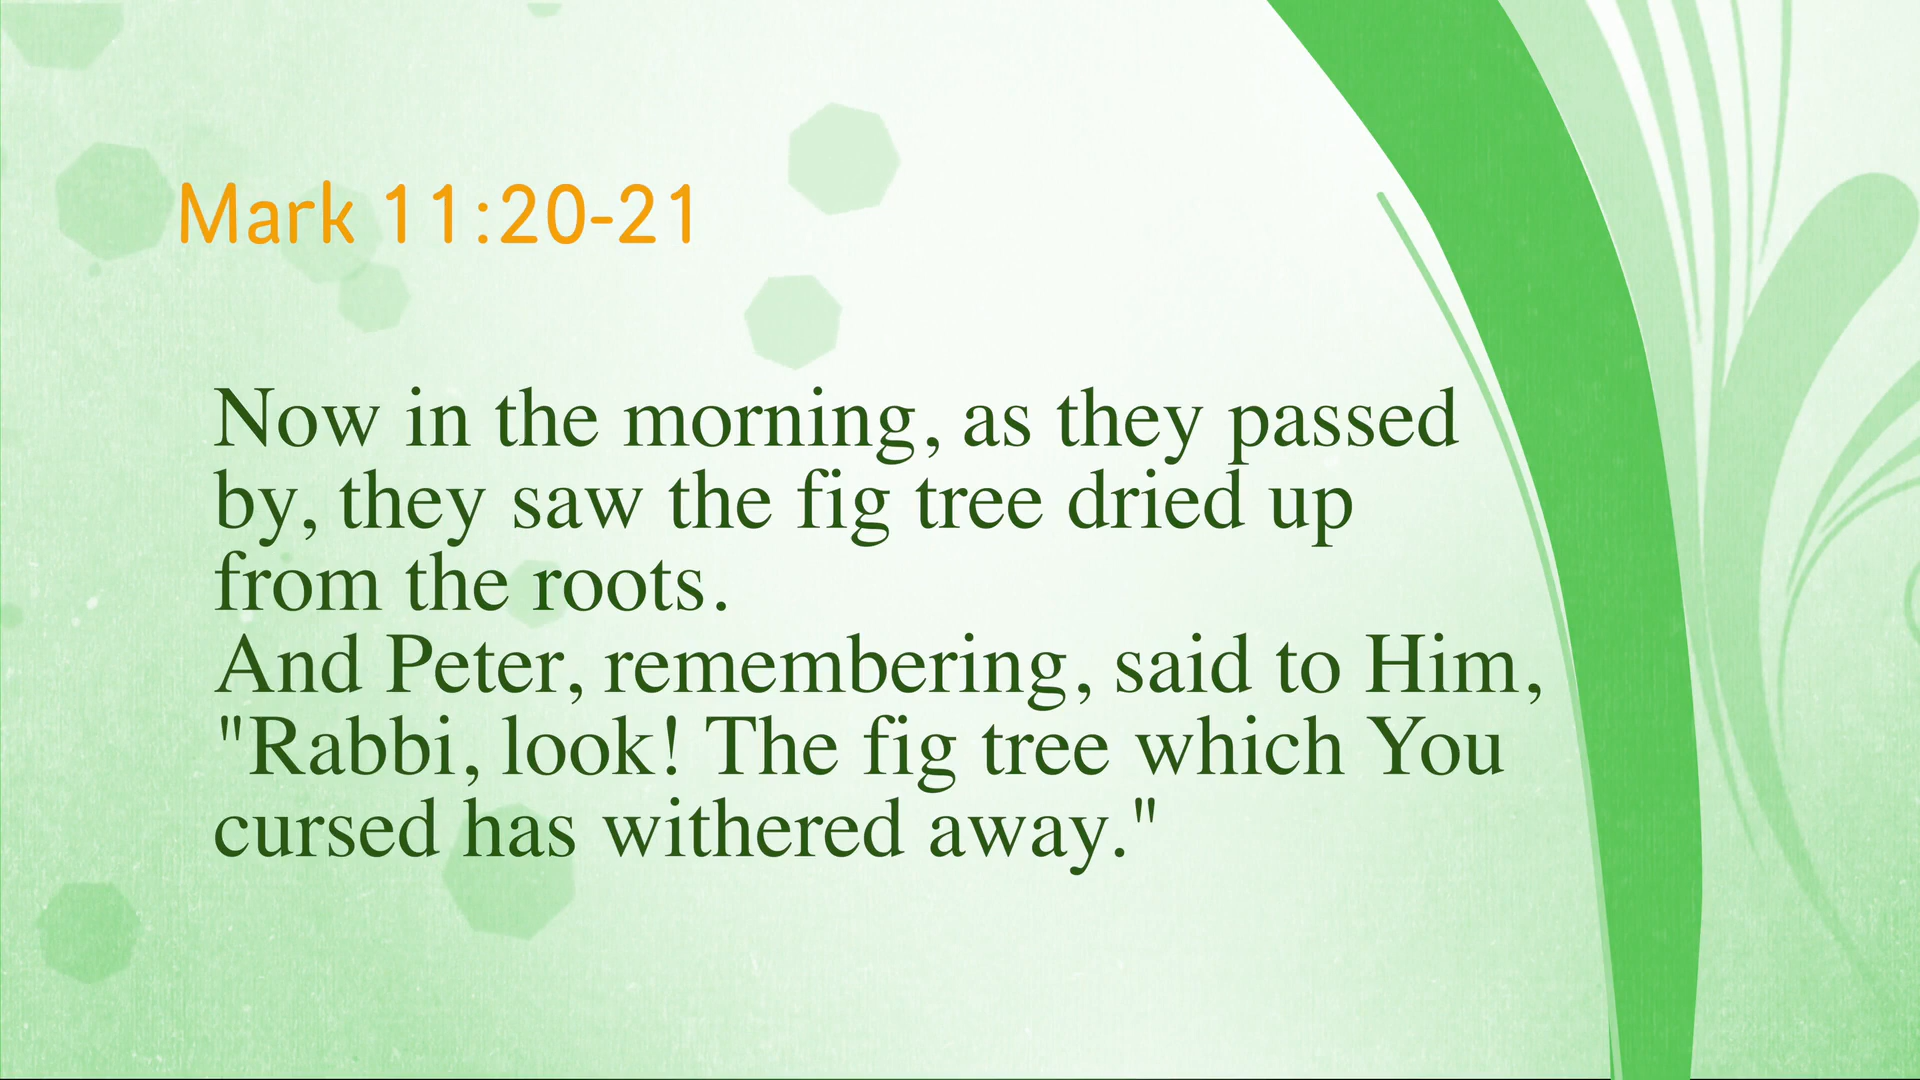 Mark 11:20-21
Now in the morning, as they passed
by, they saw the fig tree dried up
from the roots.
And Peter, remembering, said to Him,
"Rabbi, look! The fig tree which You
cursed has withered away."